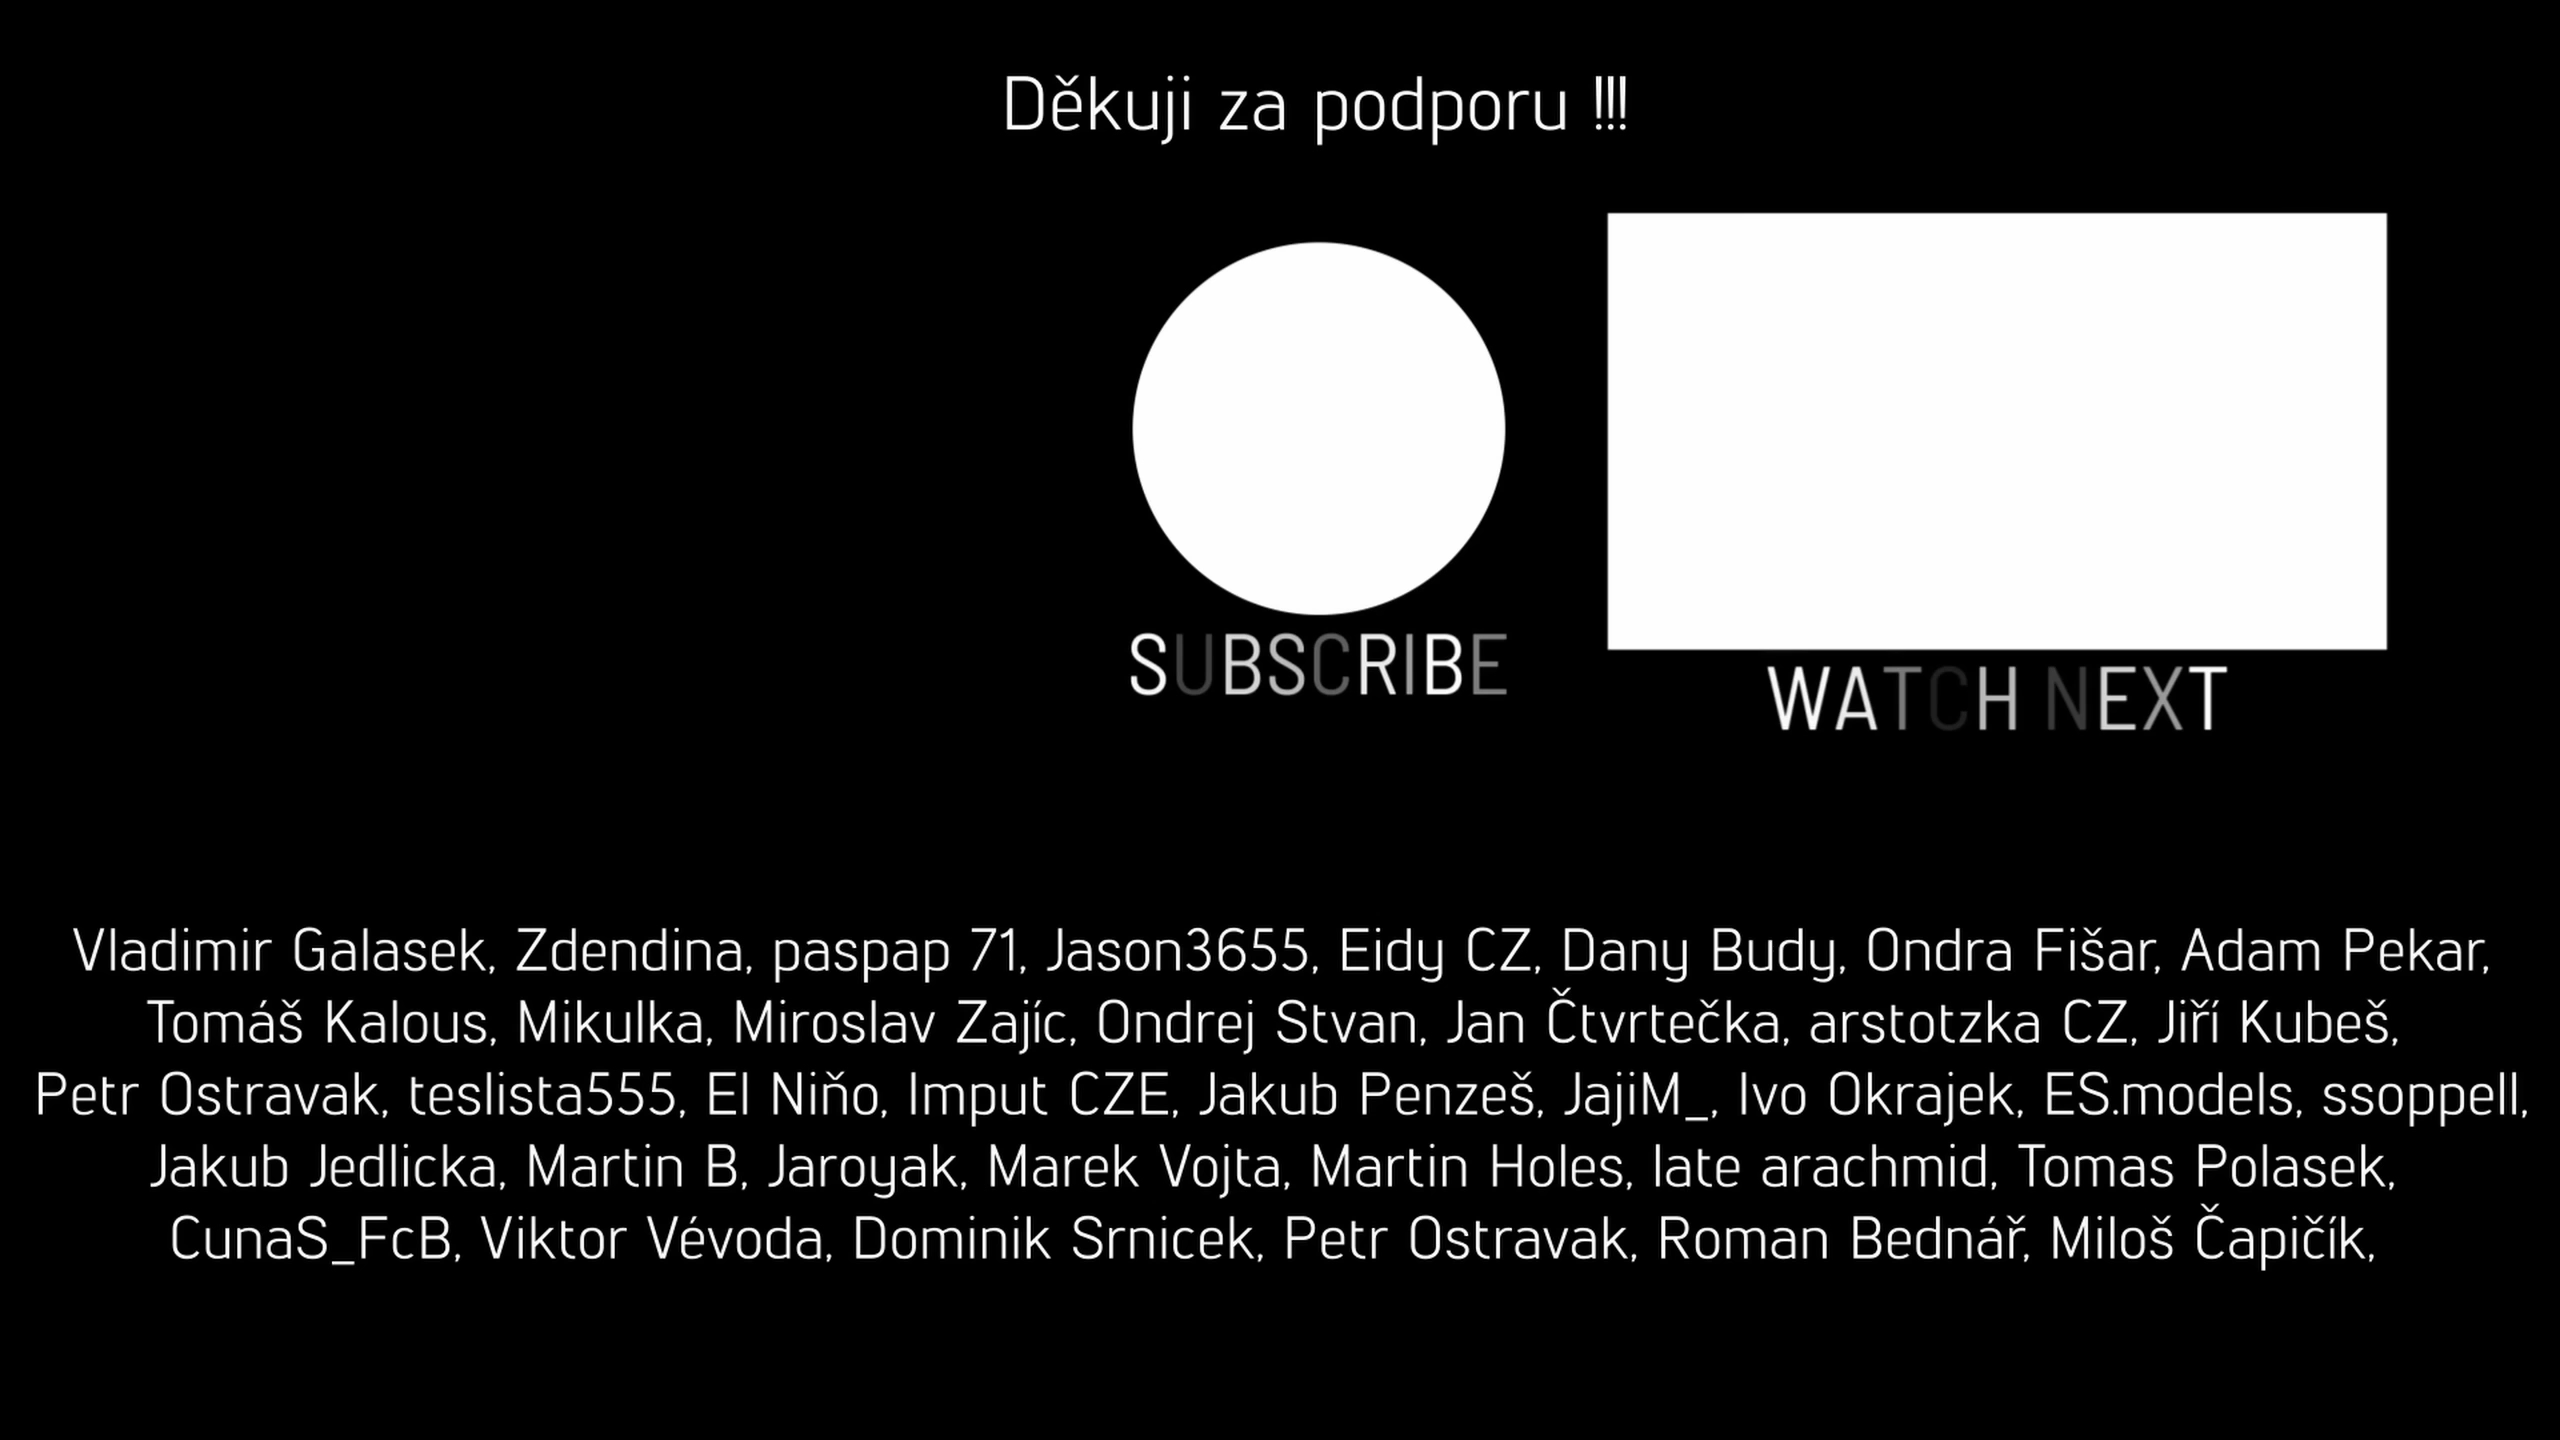 Děkuji za podporu !!!
SUBSCRIBE
WATCH NEXT
Vladimir Galasek, Zdendina, paspap 71, Jason3655, Eidy CZ, Dany Budy, Ondra Fišar, Adam Pekar,
Tomáš Kalous, Mikulka, Miroslav Zajíc, Ondrej Stvan, Jan Čtvrtečka, arstotzka CZ, Jiří Kubeš,
Petr Ostravak, teslista555, El Niňo, Imput CZE, Jakub Penzeš, JajiM_, Ivo Okrajek, ES.models, ssoppell,
Jakub Jedlicka, Martin B, Jaroyak, Marek Vojta, Martin Holes, late arachmid, Tomas Polasek,
CunaS_FcB, Viktor Vévoda, Dominik Srnicek, Petr Ostravak, Roman Bednář, Miloš Čapičík,